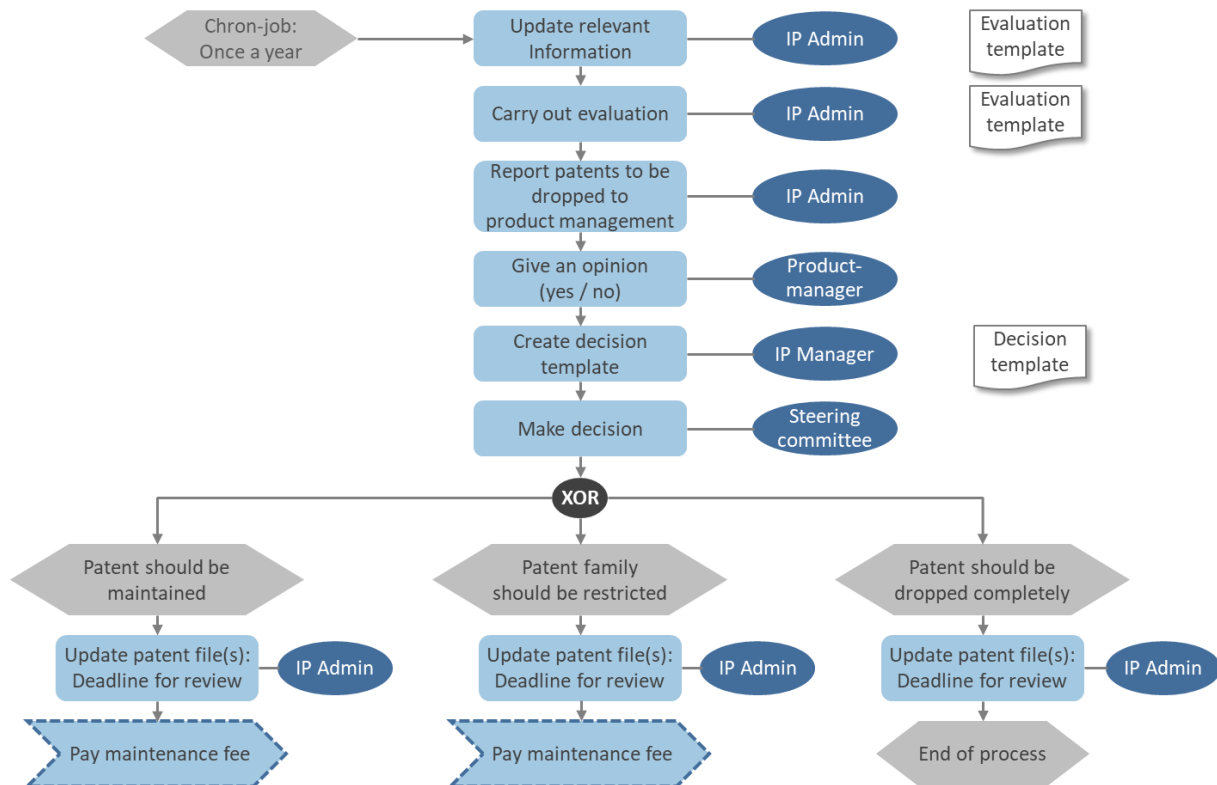 Chron-job:
Once a year
Update relevant
Information
IP Admin
Evaluation
template
Carry out evaluation
IP Admin
Evaluation
template
Report patents to be
dropped to
product management
IP Admin
Give an opinion
(yes / no)
Product-
manager
Create decision
template
IP Manager
Decision
template
Make decision
Steering
committee
XOR
Patent should be
maintained
Patent family
should be restricted
Patent should be
dropped completely
Update patent file(s):
Deadline for review
IP Admin
Update patent file(s):
Deadline for review
IP Admin
Update patent file(s):
Deadline for review
IP Admin
Pay maintenance fee
Pay maintenance fee
End of process